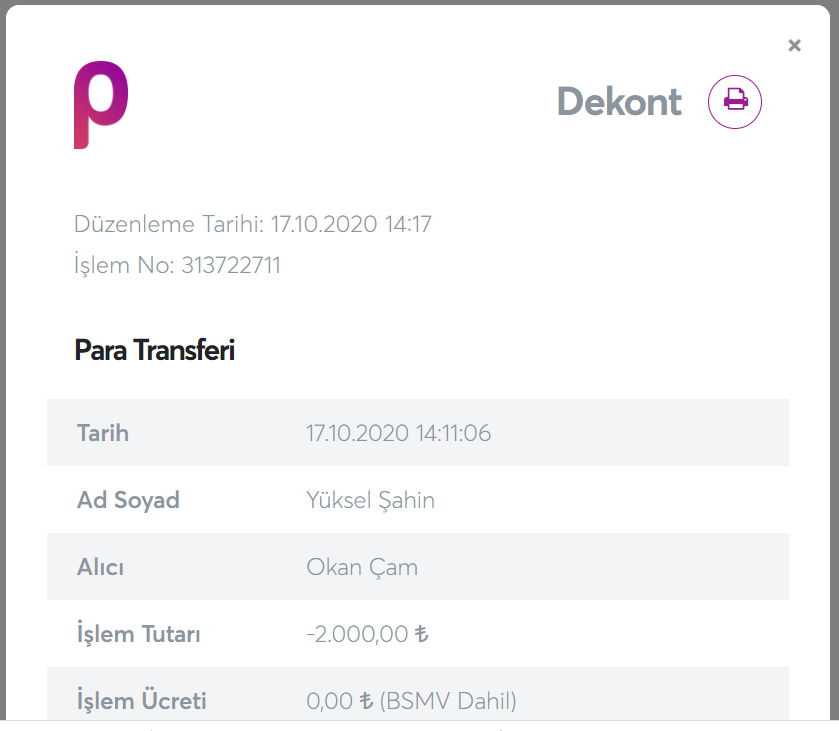 ×
p
Dekont
Düzenleme Tarihi: 17.10.2020 14:17
İşlem No: 313722711
Para Transferi
Tarih 17.10.2020 14:11:06
Ad Soyad Yüksel Şahin
Alıcı Okan Çam
İşlem Tutarı -2.000,00 ₺
İşlem Ücreti 0,00 ₺ (BSMV Dahil)